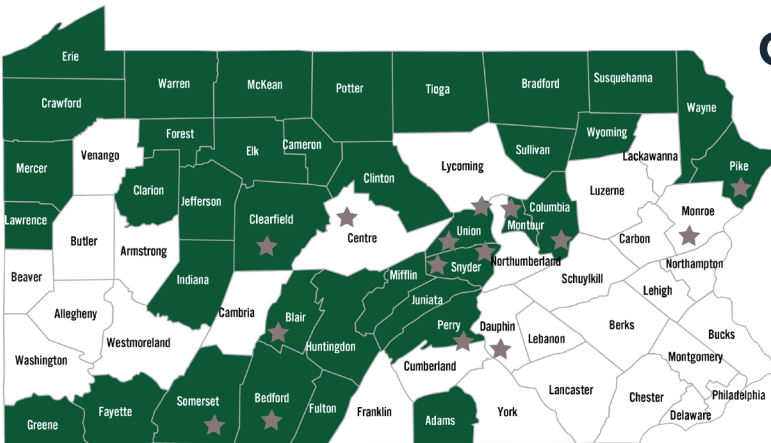 Erie
Warren
McKean
Potter
Tioga
Bradford
Susquehanna
Crawford
Wayne
Forest
Wyoming
Venango
Elk
Cameron
Sullivan
Lackawanna
Mercer
Lycoming
Pike
Clarion
Clinton
Luzerne
Jefferson
Lawrence
Clearfield
Columbia
Monroe
Montour
Butler
Centre
Union
Carbon
Armstrong
Northumberland
Northampton
Snyder
Beaver
Indiana
Mifflin
Schuylkill
Lehigh
Juniata
Allegheny
Cambria
Blair
Perry
Dauphin
Berks
Westmoreland
Huntingdon
Lebanon
Bucks
Washington
Cumberland
Montgomery
Lancaster
Philadelphia
Somerset
Bedford
Chester
Fayette
Fulton
Franklin
York
Delaware
Greene
Adams